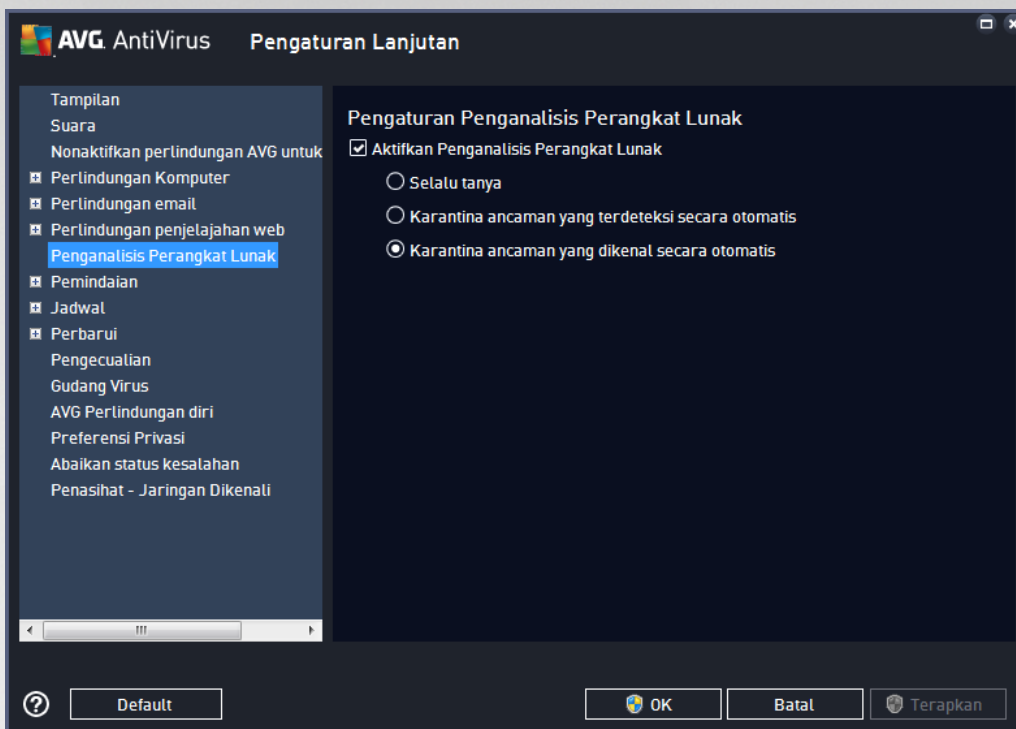 AVG AntiVirus Pengaturan Lanjutan
Tampilan
Suara
Nonaktifkan perlindungan AVG untuk
Perlindungan Komputer
Perlindungan email
Perlindungan penjelajahan web
Penganalisis Perangkat Lunak
Pemindaian
Jadwal
Perbarui
Pengecualian
Gudang Virus
AVG Perlindungan diri
Preferensi Privasi
Abaikan status kesalahan
Penasihat - Jaringan Dikenali
Pengaturan Penganalisis Perangkat Lunak
Aktifkan Penganalisis Perangkat Lunak
Selalu tanya
Karantina ancaman yang terdeteksi secara otomatis
Karantina ancaman yang dikenal secara otomatis
Default
OK
Batal
Terapkan